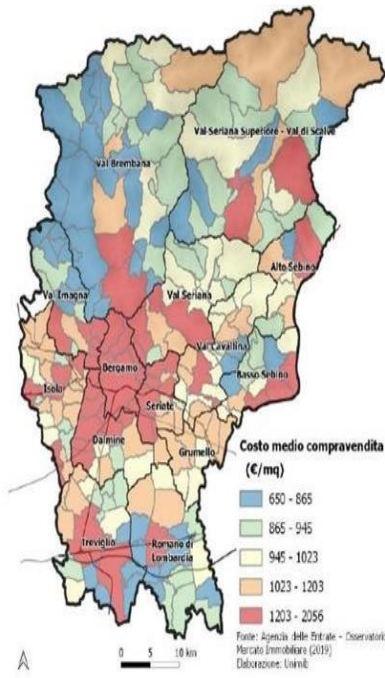 Val Seriana Superiore - Val di Scalve
Val Brembana
Alto Sebino
Val Imagna
Val Seriana
Val Cavallina
Basso Sebino
Isola
Bergamo
Seriate
Dalmine
Grumello
Treviglio
Romano di
Lombardia
Costo medio compravendita
(€/mq)
650 - 865
865 - 945
945 - 1023
1023 - 1203
1203 - 2056
Fonte: Agenzia delle Entrate - Osservatorio
Mercato Immobiliare (2019)
Elaborazione: Unimib
0 5 10 km